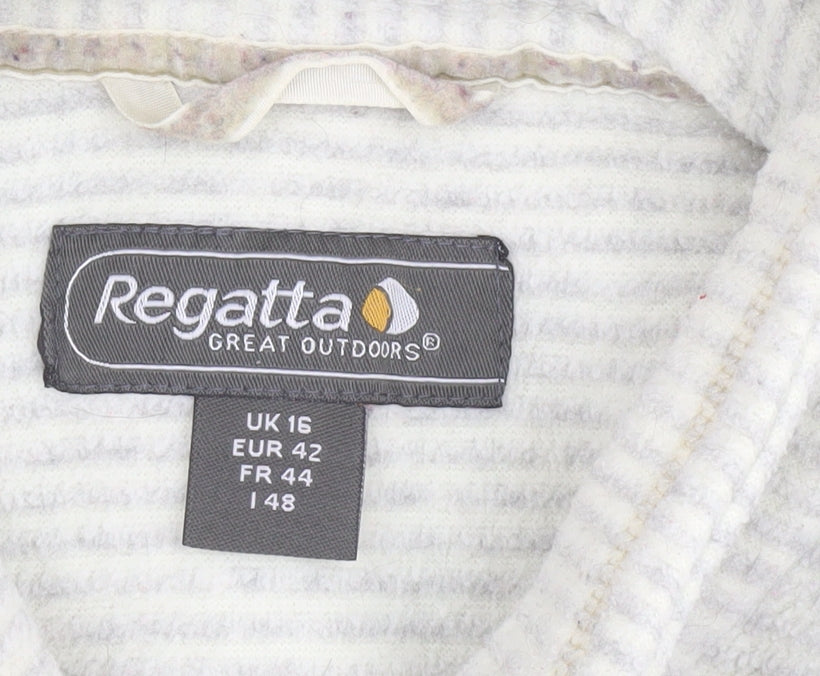 Regatta
GREAT OUTDOORS®
UK 16
EUR 42
FR 44
I 48